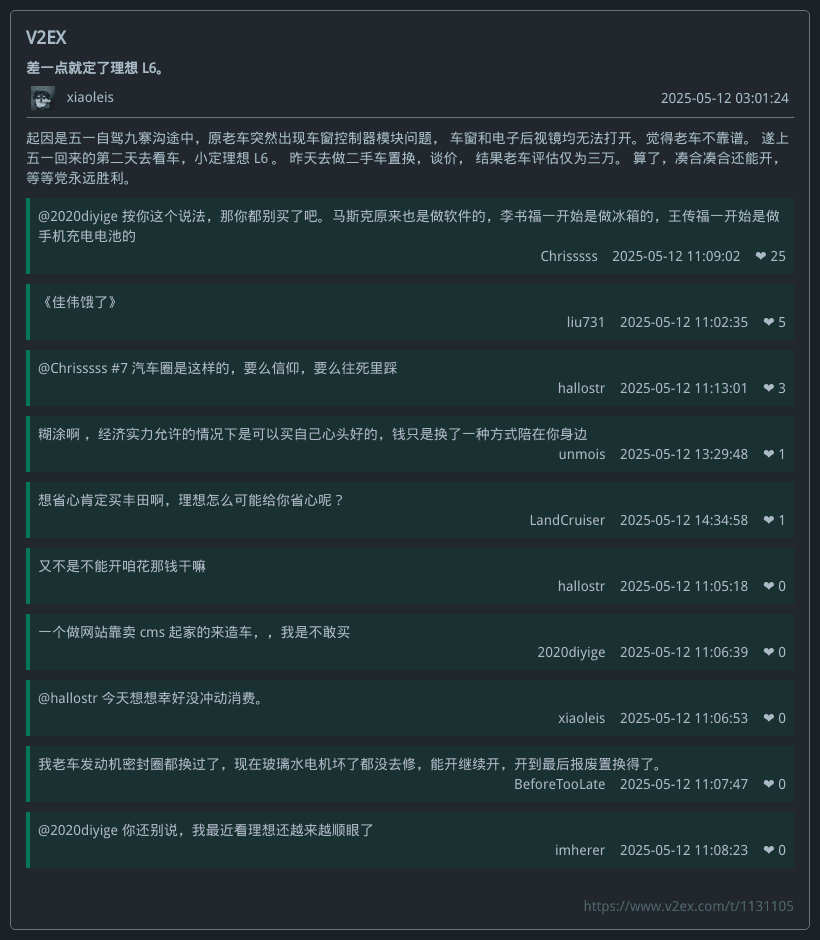 V2EX
差一点就定了理想 L6。
xiaoleis 2025-05-12 03:01:24
起因是五一自驾九寨沟途中，原老车突然出现车窗控制器模块问题， 车窗和电子后视镜均无法打开。觉得老车不靠谱。 遂上
五一回来的第二天去看车，小定理想 L6 。 昨天去做二手车置换，谈价， 结果老车评估仅为三万。 算了，凑合凑合还能开，
等等党永远胜利。
@2020diyige 按你这个说法，那你都别买了吧。马斯克原来也是做软件的，李书福一开始是做冰箱的，王传福一开始是做
手机充电电池的
Chrisssss 2025-05-12 11:09:02 ❤ 25
《佳伟饿了》
liu731 2025-05-12 11:02:35 ❤ 5
@Chrisssss #7 汽车圈是这样的，要么信仰，要么往死里踩
hallostr 2025-05-12 11:13:01 ❤ 3
糊涂啊 ，经济实力允许的情况下是可以买自己心头好的，钱只是换了一种方式陪在你身边
unmois 2025-05-12 13:29:48 ❤ 1
想省心肯定买丰田啊，理想怎么可能给你省心呢？
LandCruiser 2025-05-12 14:34:58 ❤ 1
又不是不能开咱花那钱干嘛
hallostr 2025-05-12 11:05:18 ❤ 0
一个做网站靠卖 cms 起家的来造车，，我是不敢买
2020diyige 2025-05-12 11:06:39 ❤ 0
@hallostr 今天想想幸好没冲动消费。
xiaoleis 2025-05-12 11:06:53 ❤ 0
我老车发动机密封圈都换过了，现在玻璃水电机坏了都没去修，能开继续开，开到最后报废置换得了。
BeforeTooLate 2025-05-12 11:07:47 ❤ 0
@2020diyige 你还别说，我最近看理想还越来越顺眼了
imherer 2025-05-12 11:08:23 ❤ 0
https://www.v2ex.com/t/1131105